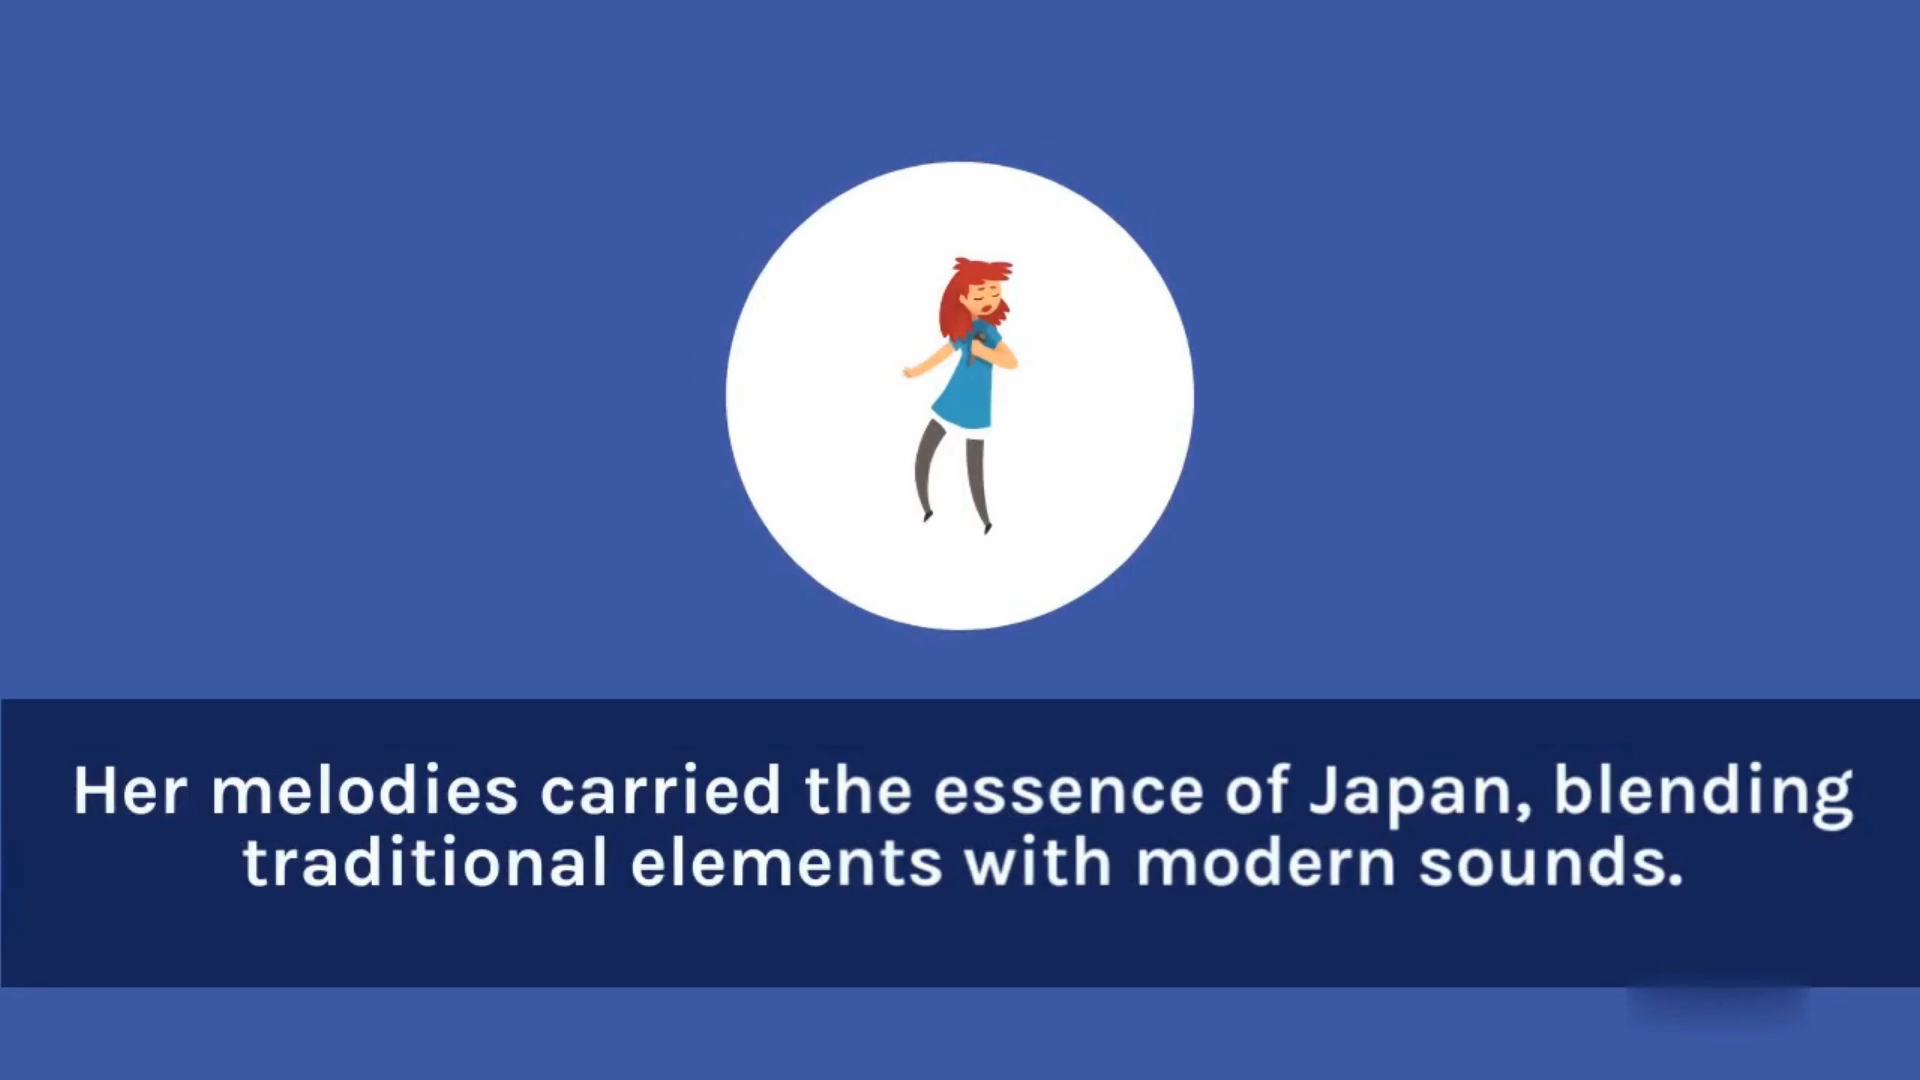 Her melodies carried the essence of Japan, blending
traditional elements with modern sounds.